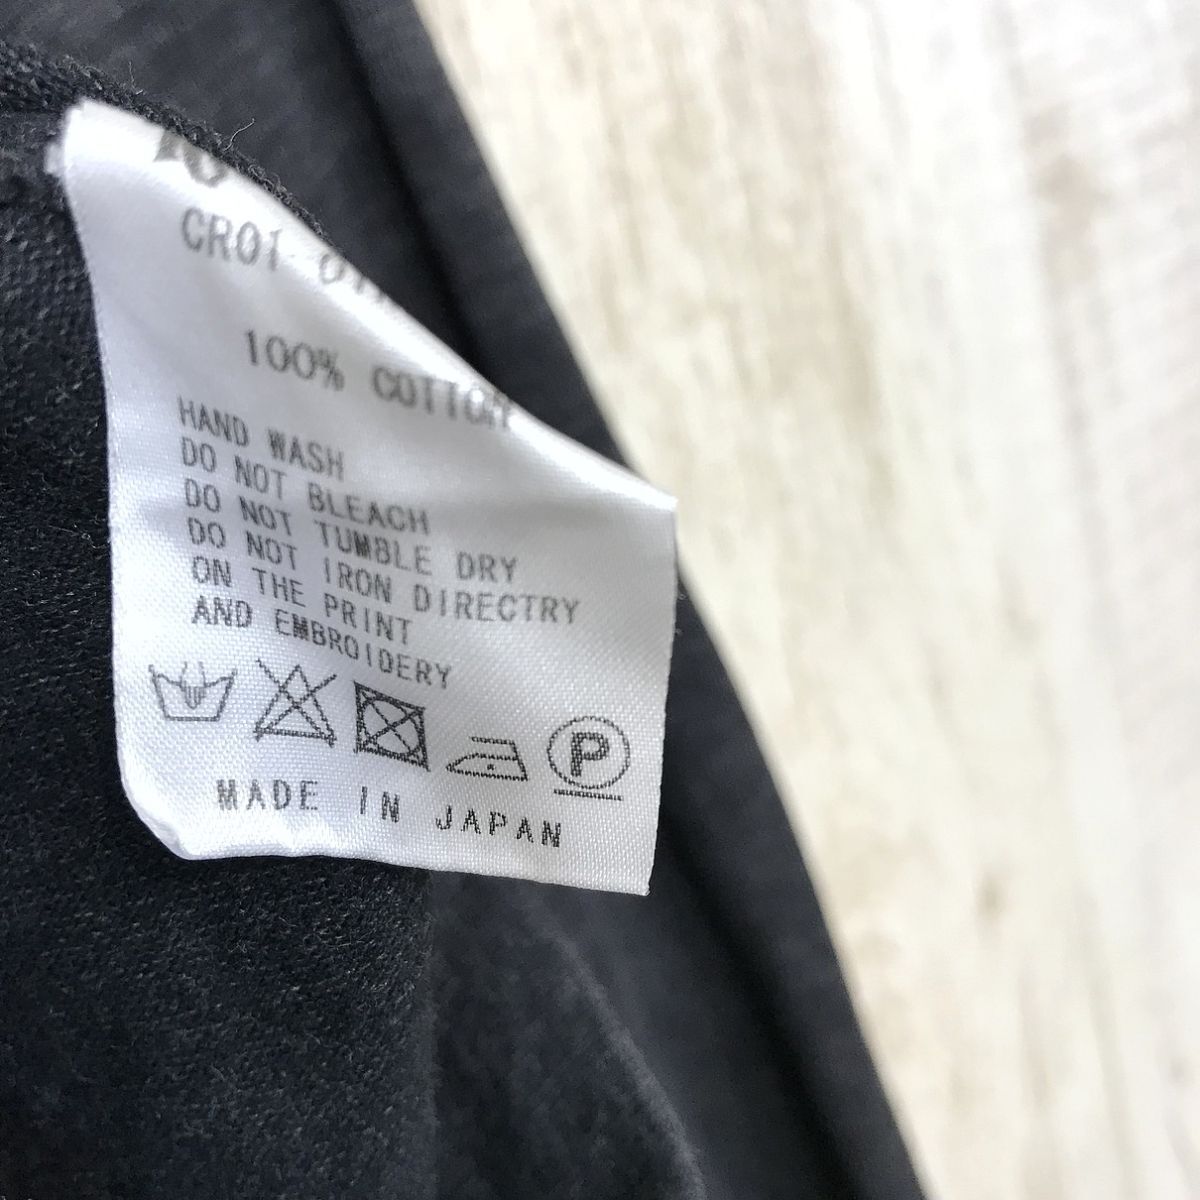 CR01
100% COTTON
HAND WASH
DO NOT BLEACH
DO NOT TUMBLE DRY
DO NOT IRON DIRECTRY
ON THE PRINT
AND EMBROIDERY
P
MADE IN JAPAN